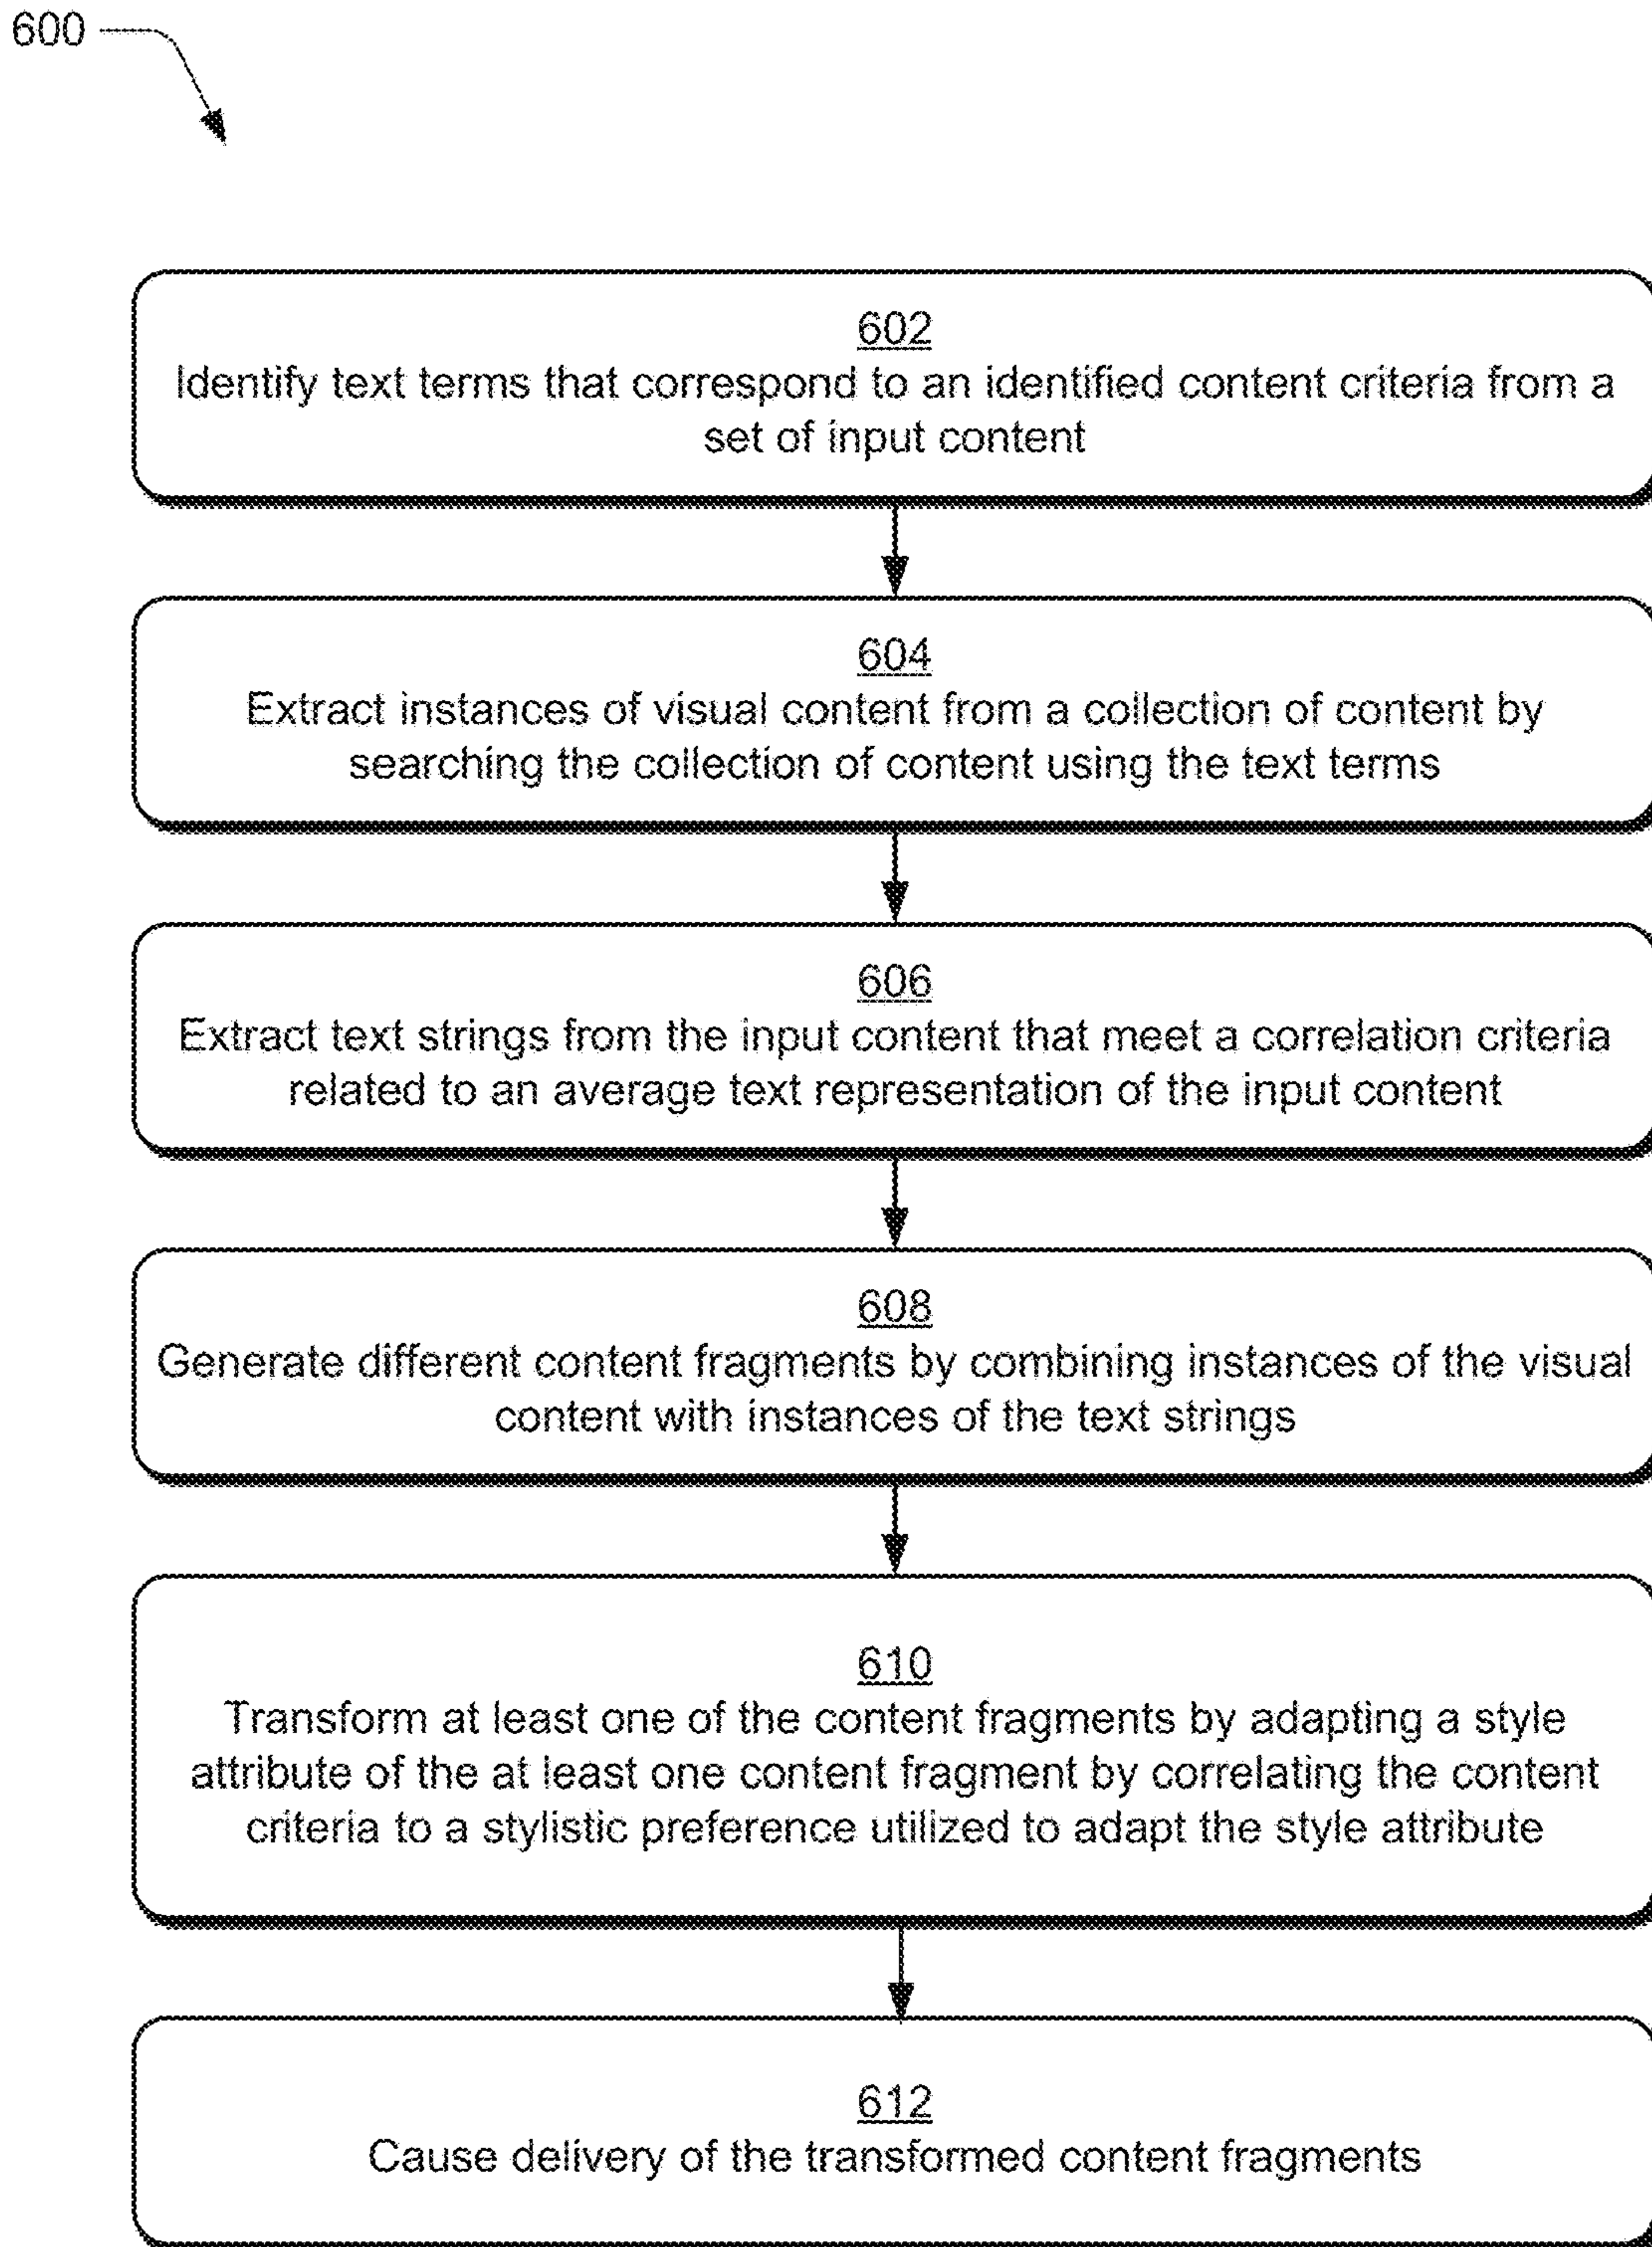 600
602
Identify text terms that correspond to an identified content criteria from a
set of input content
604
Extract instances of visual content from a collection of content by
searching the collection of content using the text terms
606
Extract text strings from the input content that meet a correlation criteria
related to an average text representation of the input content
608
Generate different content fragments by combining instances of the visual
content with instances of the text strings
610
Transform at least one of the content fragments by adapting a style
attribute of the at least one content fragment by correlating the content
criteria to a stylistic preference utilized to adapt the style attribute
612
Cause delivery of the transformed content fragments